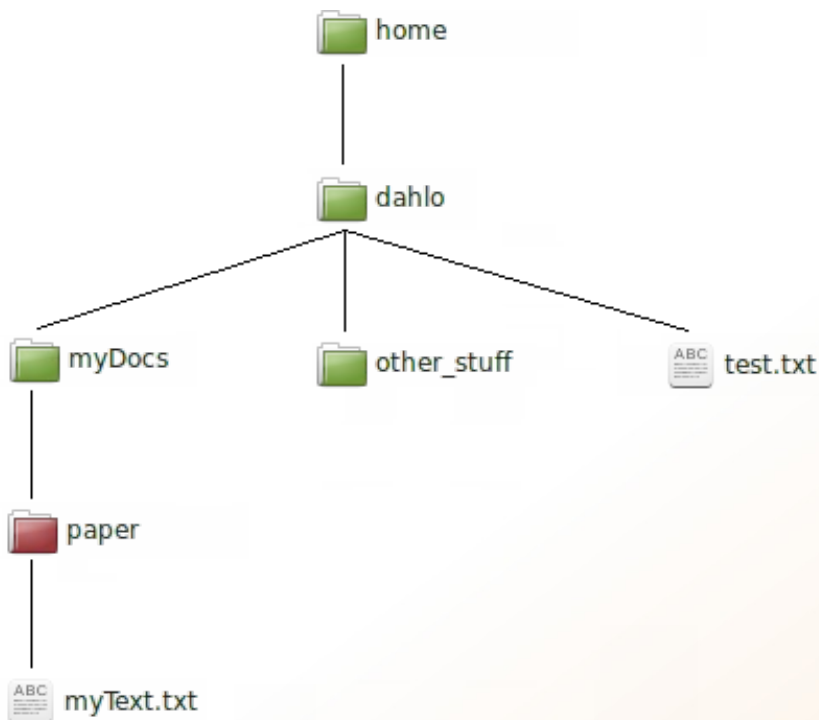 home
dahlo
myDocs
other_stuff
ABC
test.txt
paper
ABC
myText.txt